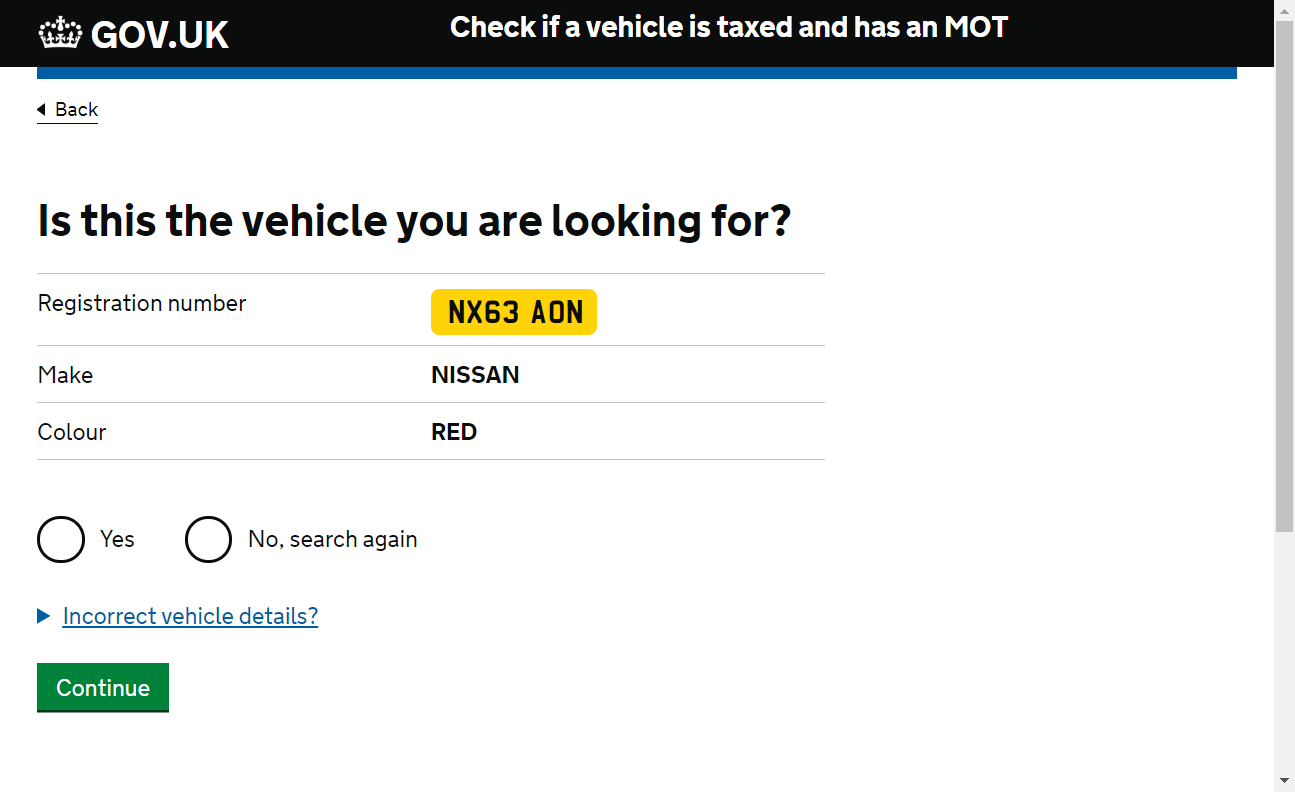 GOV.UK
Check if a vehicle is taxed and has an MOT
Back
Is this the vehicle you are looking for?
Registration number NX63 AON
Make NISSAN
Colour RED
Yes No, search again
Incorrect vehicle details?
Continue